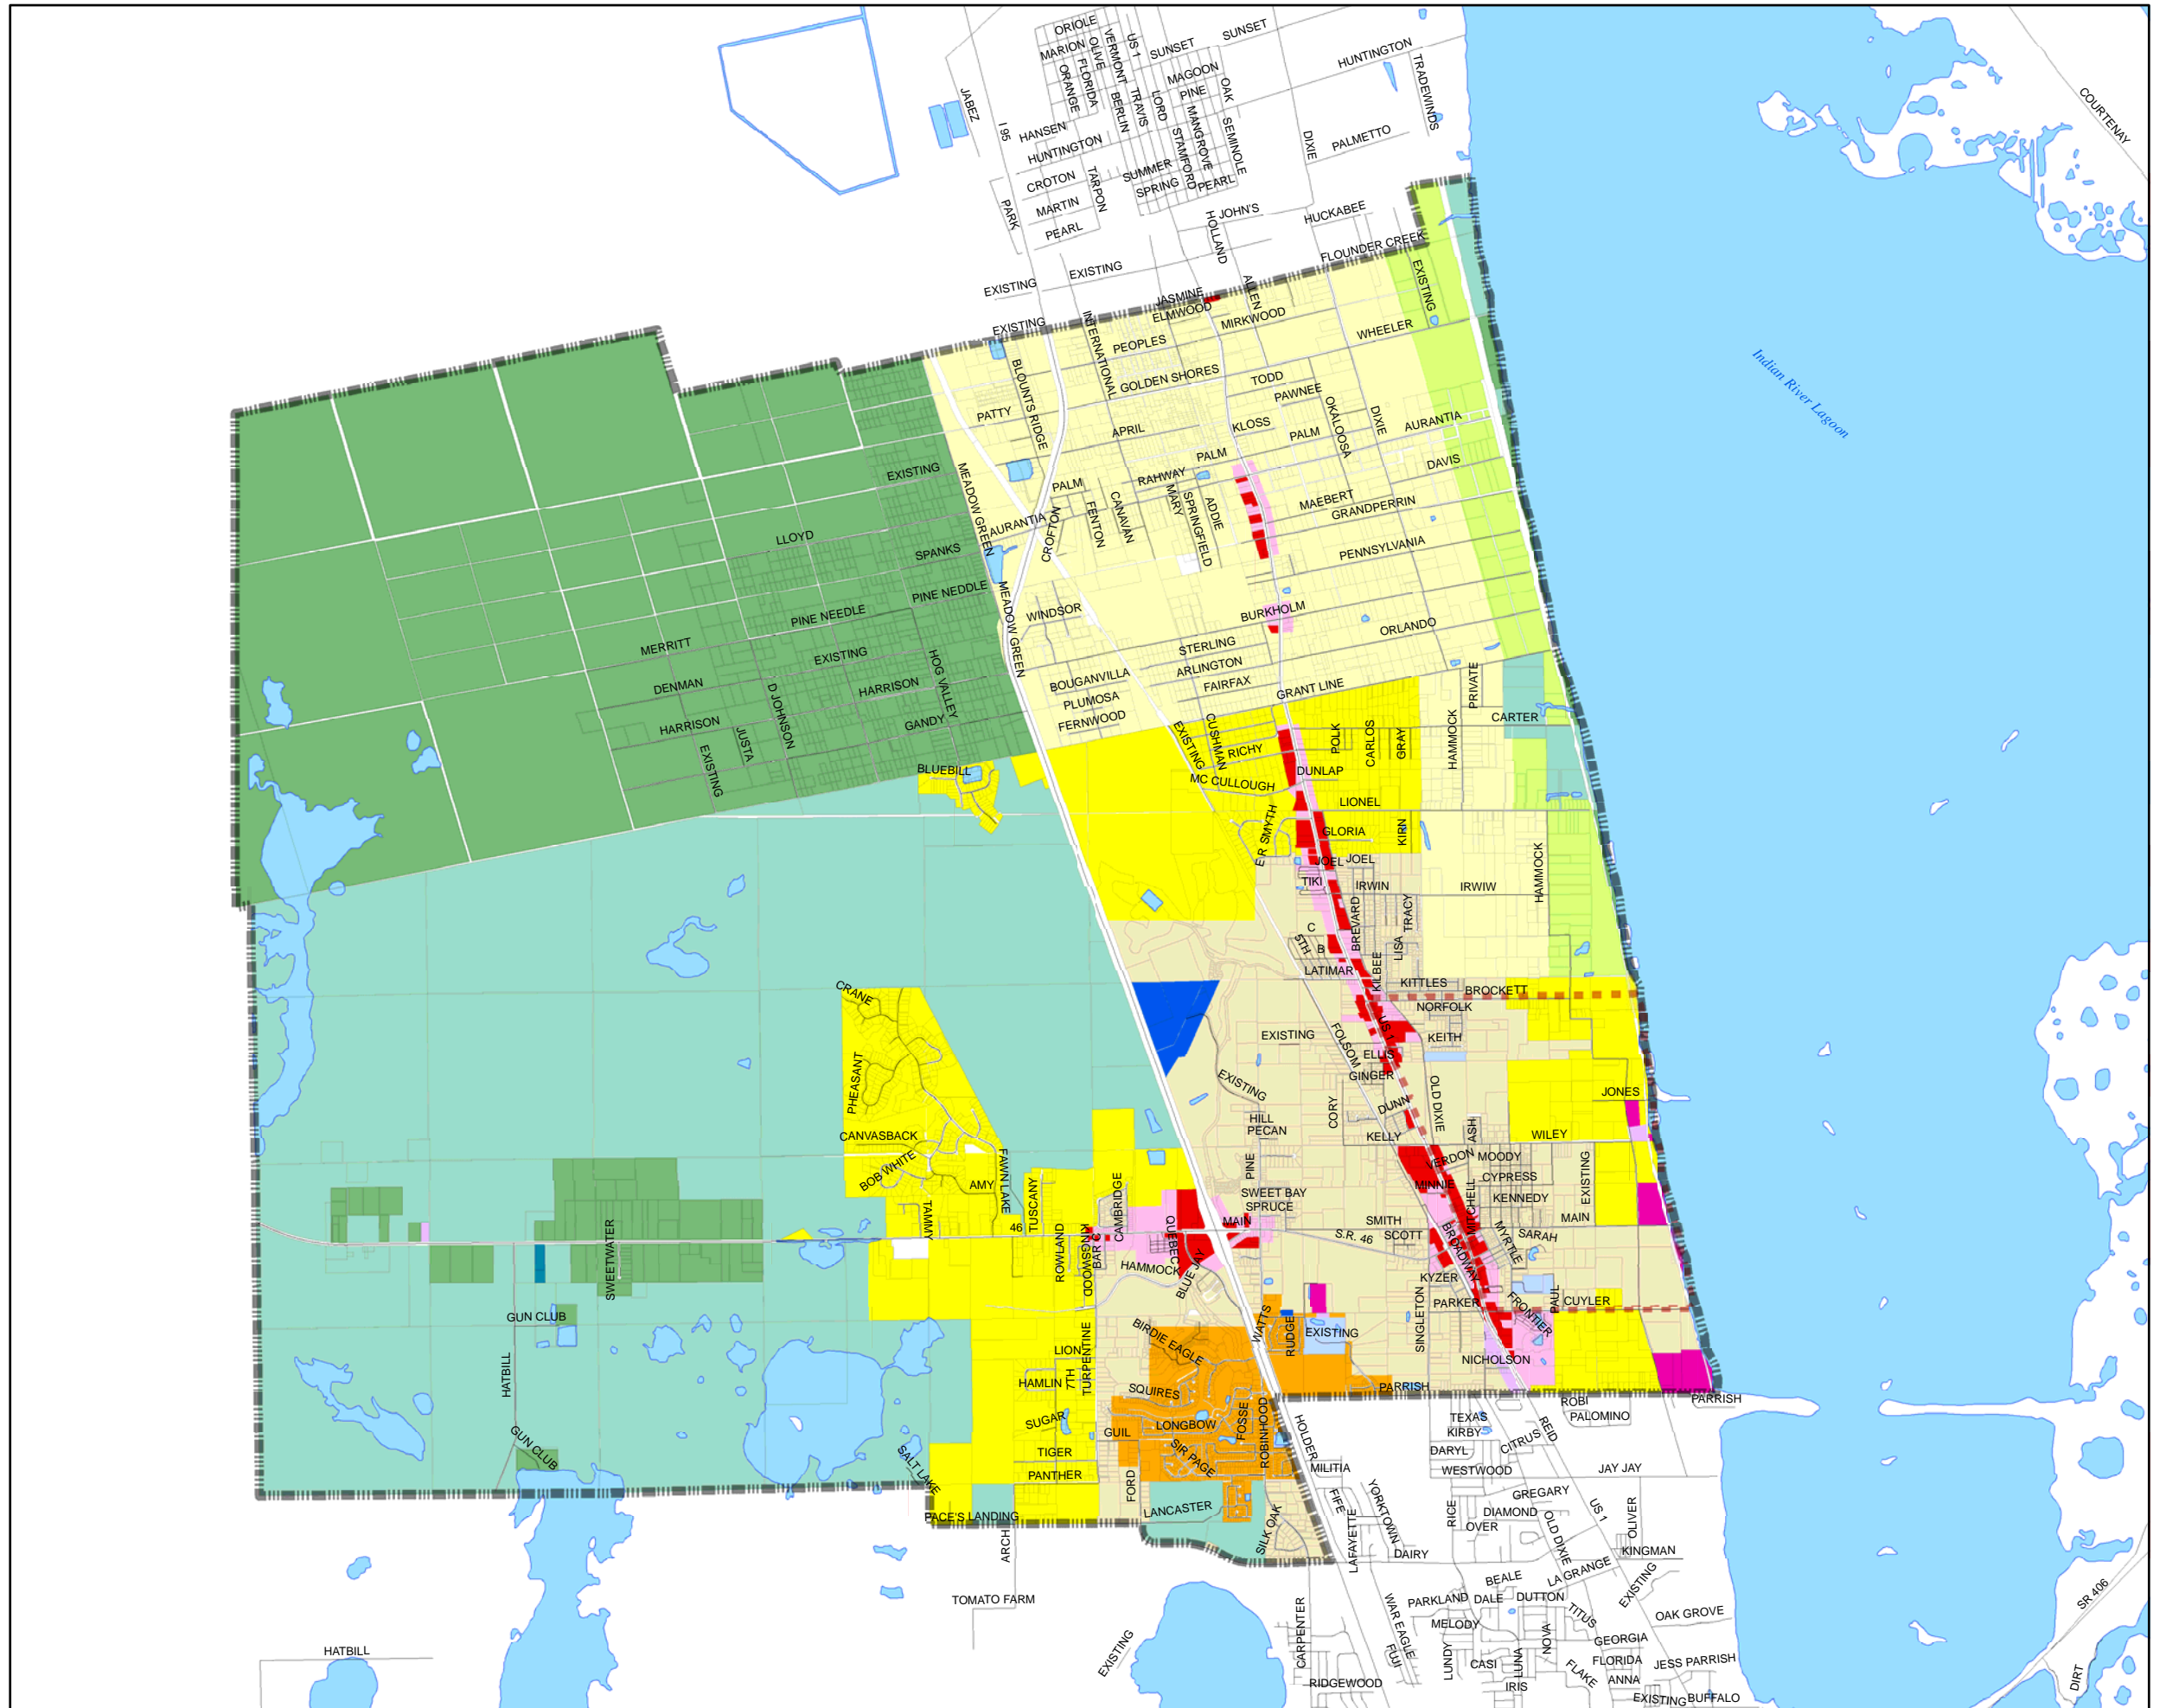 ORIOLE
MARION
OLIVE
VERMONT
US 1
SUNSET
SUNSET
HUNTINGTON
TRADEWINDS
COURTENAY
ORANGE
FLORIDA
BERLIN
TRAVIS
MAGOON
PINE
OAK
JABEZ
I 95
HANSEN
HUNTINGTON
LORD
STAMFORD
MANGROVE
SEMINOLE
DIXIE
PALMETTO
CROTON
TARPON
SUMMER
SPRING
PEARL
PARK
MARTIN
PEARL
H JOHN'S
HOLLAND
HUCKABEE
FLOUNDER CREEK
EXISTING
EXISTING
EXISTING
JASMINE
ELMWOOD
ALLEN
MIRKWOOD
EXISTING
EXISTING
INTERNATIONAL
PEOPLES
WHEELER
Indian River Lagoon
BLOUNTS RIDGE
GOLDEN SHORES
TODD
PAWNEE
PATTY
APRIL
KLOSS
PALM
OKALOOSA
DIXIE
AURANTIA
EXISTING
MEADOW GREEN
PALM
RAHWAY
PALM
DAVIS
MARY
SPRINGFIELD
ADDIE
MAEBERT
GRANDPERRIN
AURANTIA
CROFTON
FENTON
CANAVAN
LLOYD
SPANKS
PENNSYLVANIA
PINE NEDDLE
MEADOW GREEN
WINDSOR
BURKHOLM
PINE NEEDLE
MERRITT
STERLING
ORLANDO
EXISTING
HOG VALLEY
ARLINGTON
DENMAN
HARRISON
BOUGANVILLA
FAIRFAX
GRANT LINE
PRIVATE
PLUMOSA
D JOHNSON
HARRISON
GANDY
FERNWOOD
CARTER
JUSTA
EXISTING
EXISTING
CUSHMAN
RICHY
POLK
CARLOS
GRAY
HAMMOCK
BLUEBILL
MC CULLOUGH
DUNLAP
LIONEL
E R SMYTH
GLORIA
KIRN
JOEL
JOEL
TIKI
IRWIN
IRWIW
HAMMOCK
BREVARD
TRACY
C
5TH
B
LISA
LATIMAR
KILBEE
KITTLES
BROCKETT
CRANE
NORFOLK
US 1
EXISTING
FOLSOM
KEITH
ELLIS
GINGER
PHEASANT
EXISTING
OLD DIXIE
JONES
CORY
DUNN
HILL
PECAN
ASH
CANVASBACK
KELLY
WILEY
BOB WHITE
VERDON
MOODY
FAWN LAKE
PINE
CYPRESS
EXISTING
AMY
TUSCANY
CAMBRIDGE
SWEET BAY
SPRUCE
MINNIE
MITCHELL
KENNEDY
TAMMY
46
MAIN
SMITH
MAIN
S.R. 46
SCOTT
BROADWAY
MYRTLE
SARAH
SWEETWATER
ROWLAND
KINGSWOOD
BAR C
QUEBEC
HAMMOCK
BLUE JAY
KYZER
GUN CLUB
PARKER
FRONTIER
PAUL
CUYLER
WATTS
RUDGE
EXISTING
SINGLETON
BIRDIE EAGLE
LION
TURPENTINE
NICHOLSON
HATBILL
HAMLIN
7TH
SQUIRES
PARRISH
PARRISH
ROBI
PALOMINO
SUGAR
LONGBOW
FOSSE
ROBINHOOD
HOLDER
TEXAS
KIRBY
CITRUS
REID
GUIL
DARYL
GUN CLUB
SALT LAKE
TIGER
SIR PAGE
MILITIA
WESTWOOD
JAY JAY
PANTHER
FORD
FIFE
YORKTOWN
GREGARY
PACE'S LANDING
LANCASTER
SILK OAK
LAFAYETTE
RICE
DIAMOND
OVER
US 1
OLIVER
OLD DIXIE
ARCH
DAIRY
KINGMAN
BEALE
LA GRANGE
EXISTING
TOMATO FARM
WAR EAGLE
PARKLAND
DALE
DUTTON
TITUS
OAK GROVE
SR 406
MELODY
NOVA
GEORGIA
EXISTING
CARPENTER
FUJI
LUNDY
CASI
LUNA
FLAKE
FLORIDA
JESS PARRISH
HATBILL
RIDGEWOOD
IRIS
ANNA
DIRT
EXISTING
BUFFALO